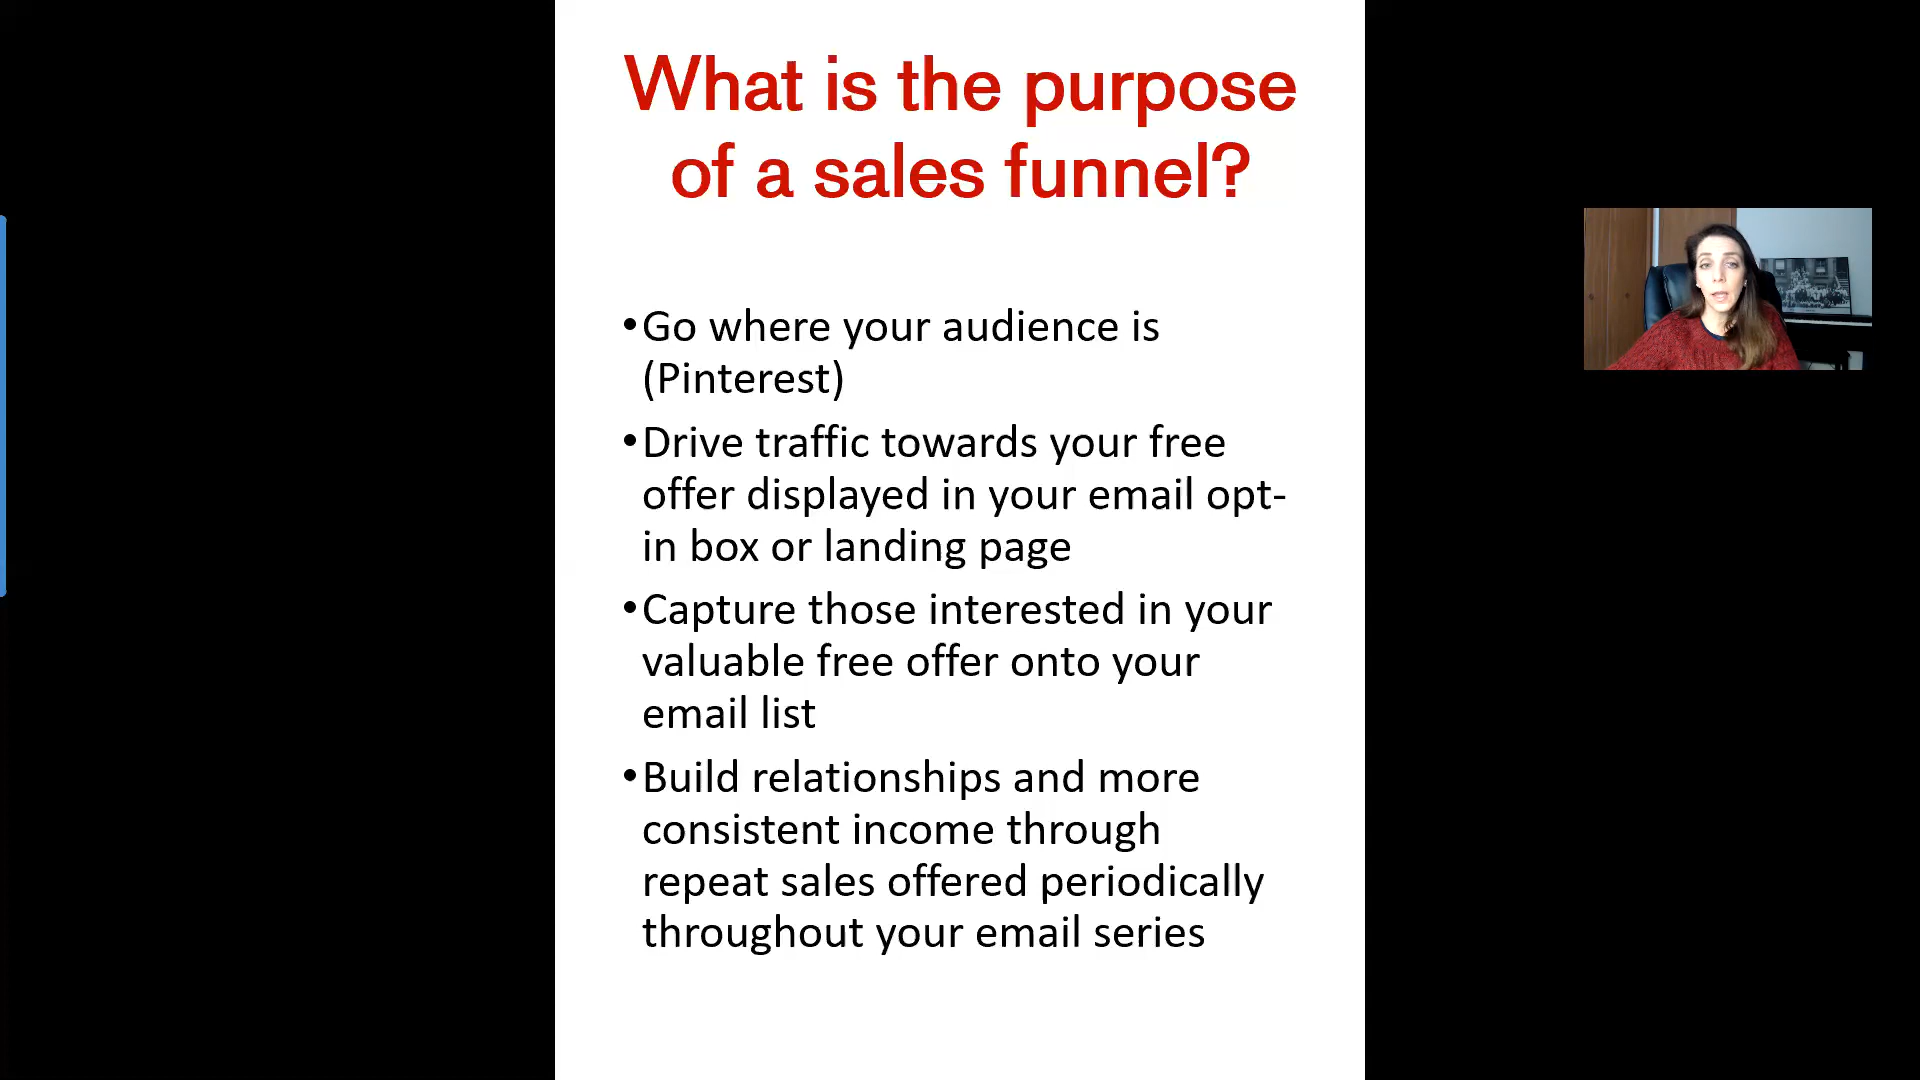 What is the purpose
of a sales funnel?
•Go where your audience is
(Pinterest)
•Drive traffic towards your free
offer displayed in your email opt-
in box or landing page
•Capture those interested in your
valuable free offer onto your
email list
•Build relationships and more
consistent income through
repeat sales offered periodically
throughout your email series